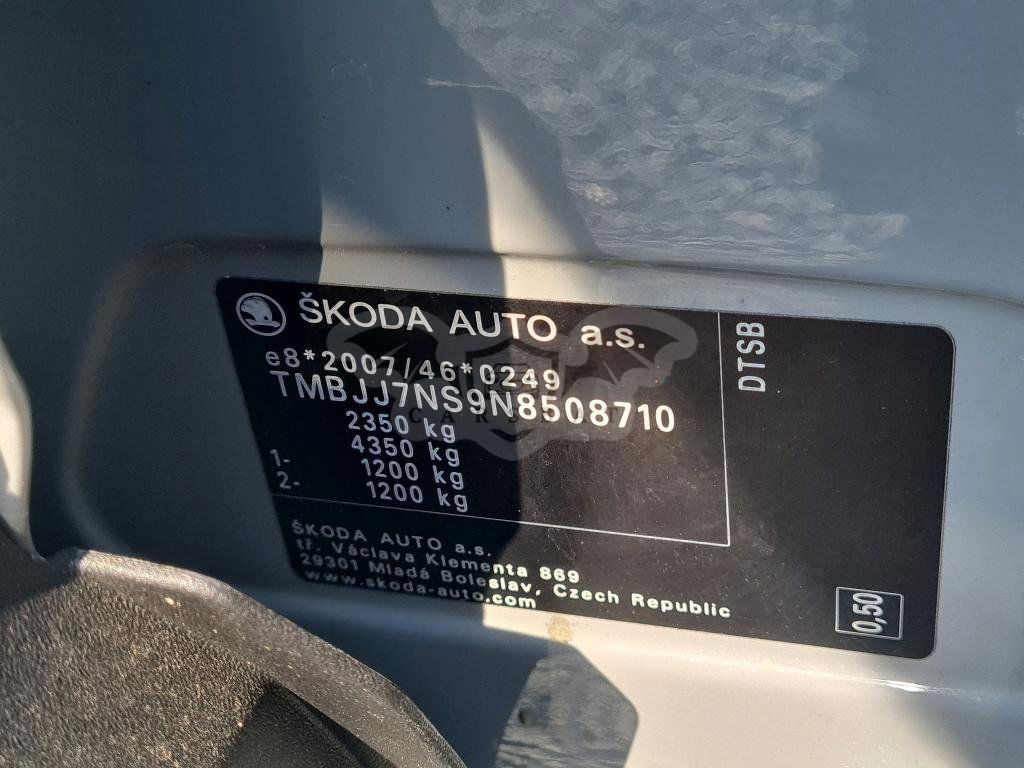 ŠKODA AUTO a.s.
e8*2007/46*0249
TMBJJ7NS9N8508710
2350 kg
4350 kg
1- 1200 kg
2- 1200 kg
DTSB
ŠKODA AUTO a.s.
tř. Václava Klementa 869
29301 Mladá Boleslav, Czech Republic
www.skoda-auto.com
0,50